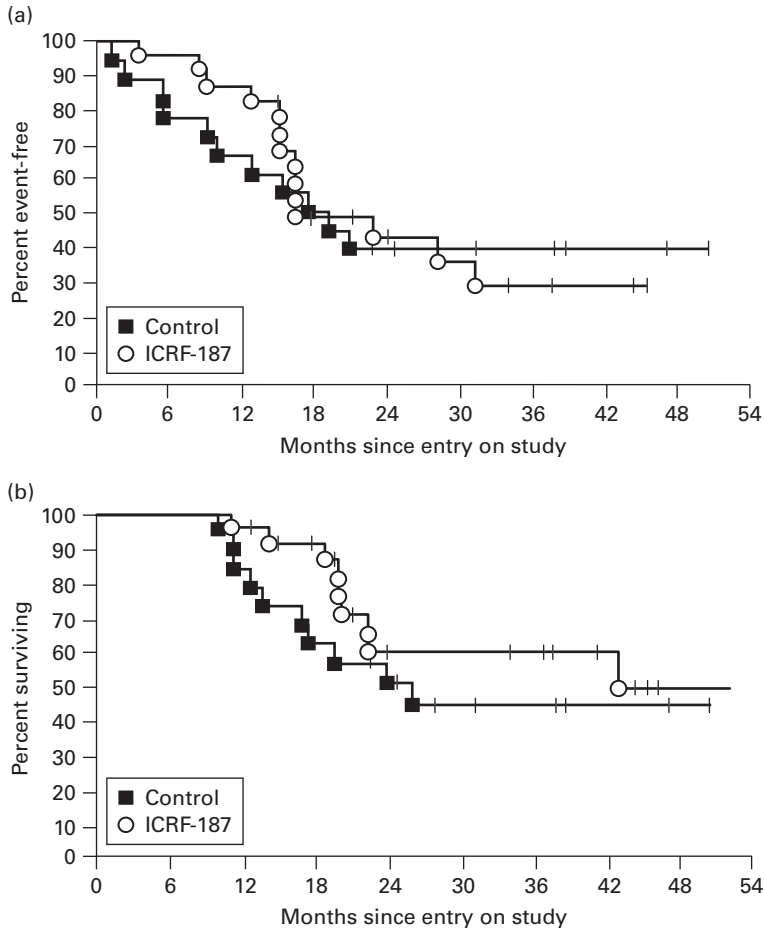 (a)
Percent event-free
100
90
80
70
60
50
40
30
20
10
0
Control
ICRF-187
0 6 12 18 24 30 36 42 48 54
Months since entry on study
(b)
Percent surviving
100
90
80
70
60
50
40
30
20
10
0
Control
ICRF-187
0 6 12 18 24 30 36 42 48 54
Months since entry on study